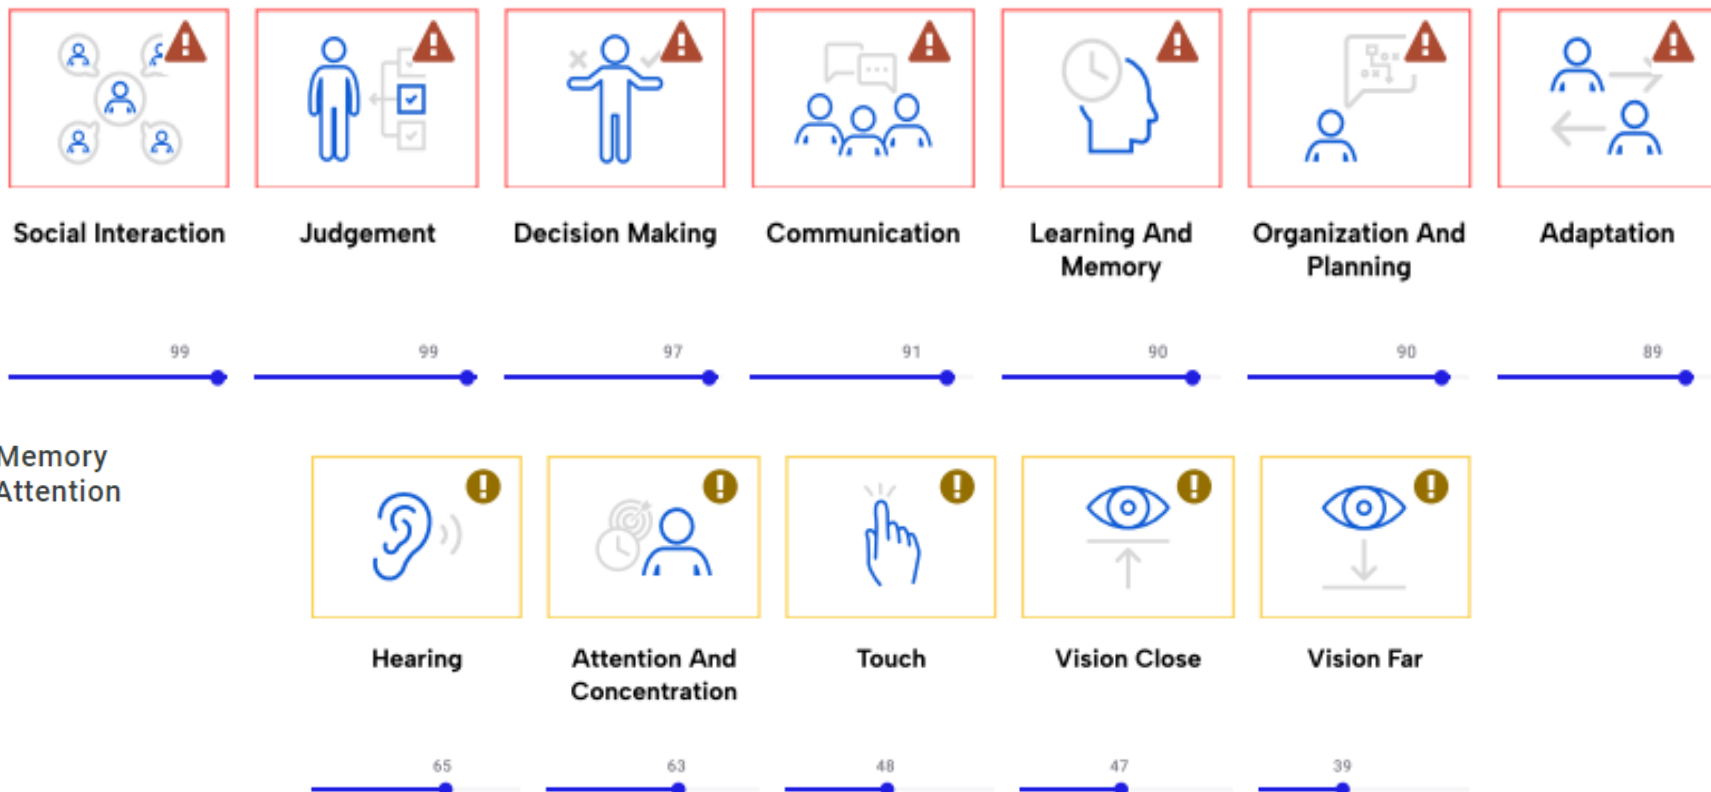 Social Interaction
Judgement
Decision Making
Communication
Learning And
Memory
Organization And
Planning
Adaptation
99
99
97
91
90
90
89
Memory
Attention
Hearing
Attention And
Concentration
Touch
Vision Close
Vision Far
65
63
48
47
39